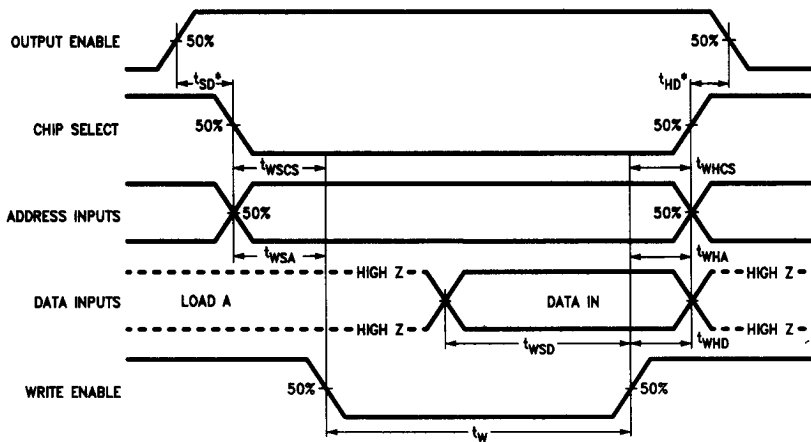 OUTPUT ENABLE
50%
50%
tSD*
tHD*
CHIP SELECT
50%
50%
tWSCS
tWHCS
ADDRESS INPUTS
50%
50%
tWSA
tWHA
HIGH Z
HIGH Z
DATA INPUTS
LOAD A
DATA IN
HIGH Z
HIGH Z
tWSD
tWHD
WRITE ENABLE
50%
50%
tW